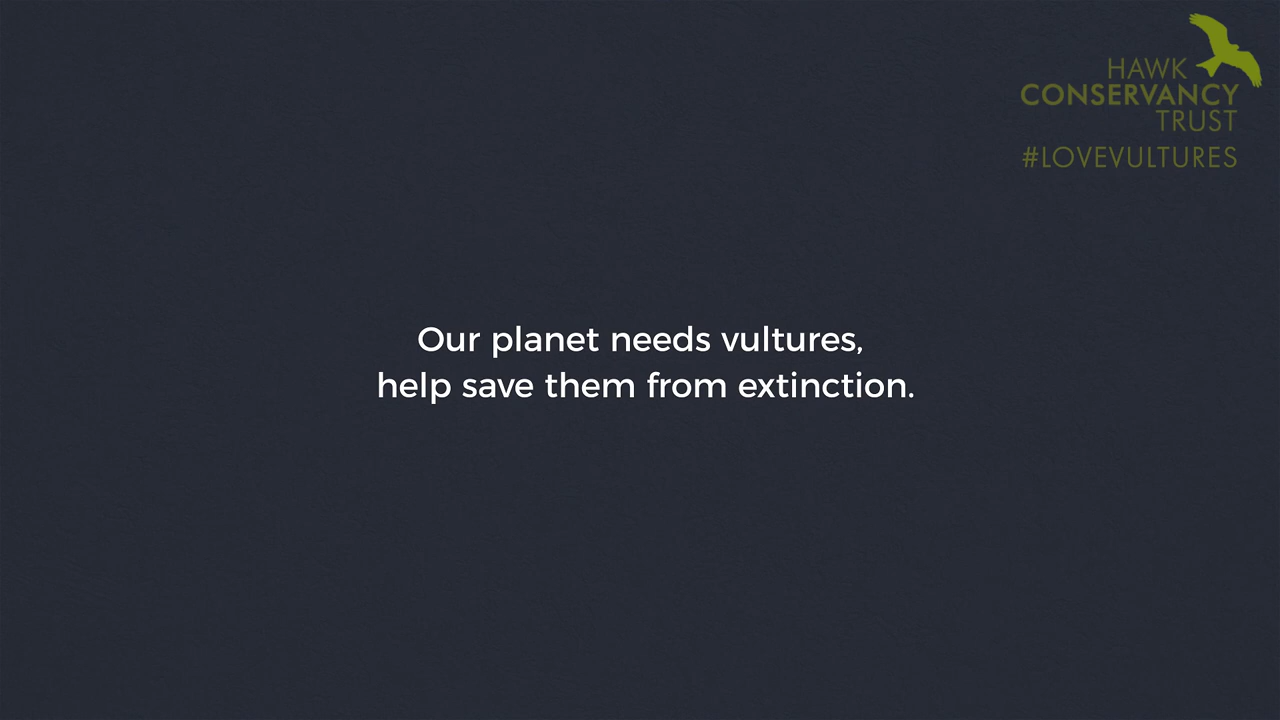 HAWK
CONSERVANCY
TRUST
#LOVEVULTURES
Our planet needs vultures,
help save them from extinction.